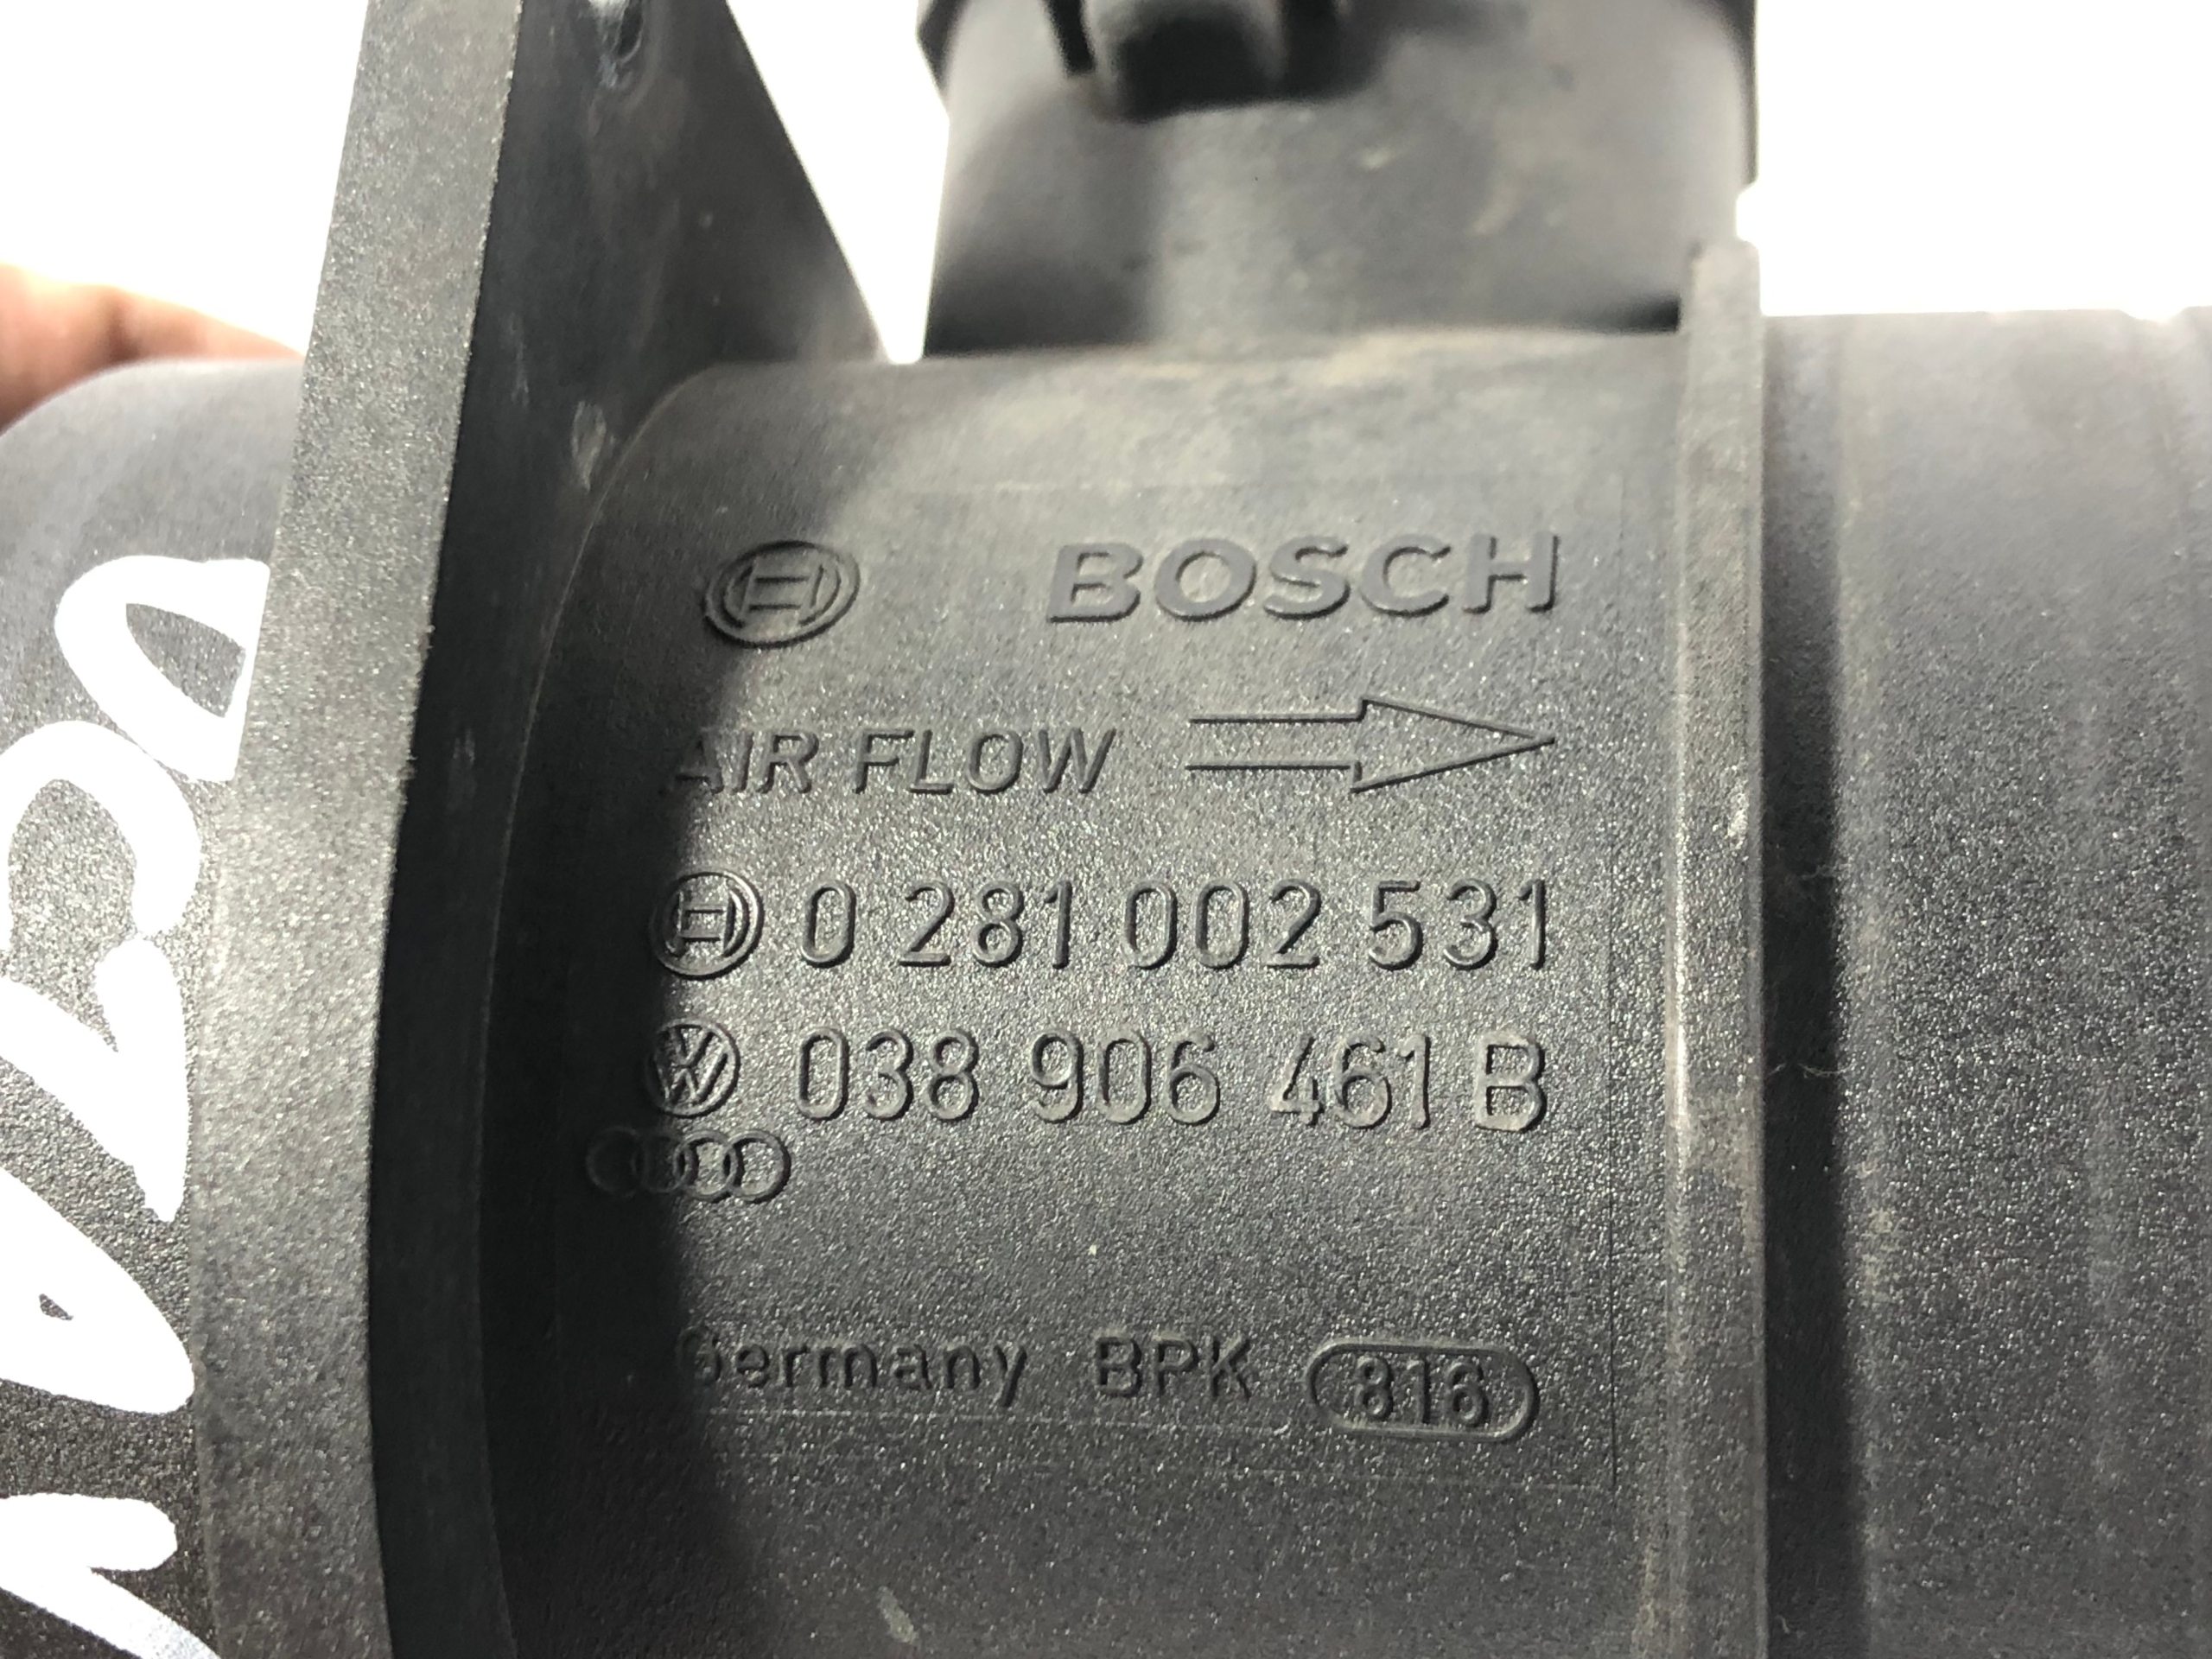 BOSCH
AIR FLOW
0 281 002 531
038 906 461 B
Germany BPK 816